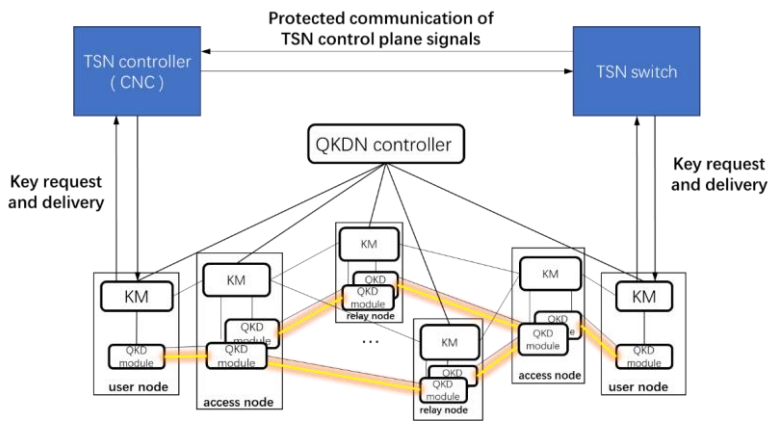 Protected communication of
TSN control plane signals
TSN controller
( CNC )
TSN switch
QKDN controller
Key request
and delivery
Key request
and delivery
KM
QKD
QKD
module
relay node
KM
QKD
module
QKD
module
access node
KM
QKD
module
user node
...
KM
QKD
QKD
module
relay node
KM
QKD
module
QKD
module
access node
KM
QKD
module
user node